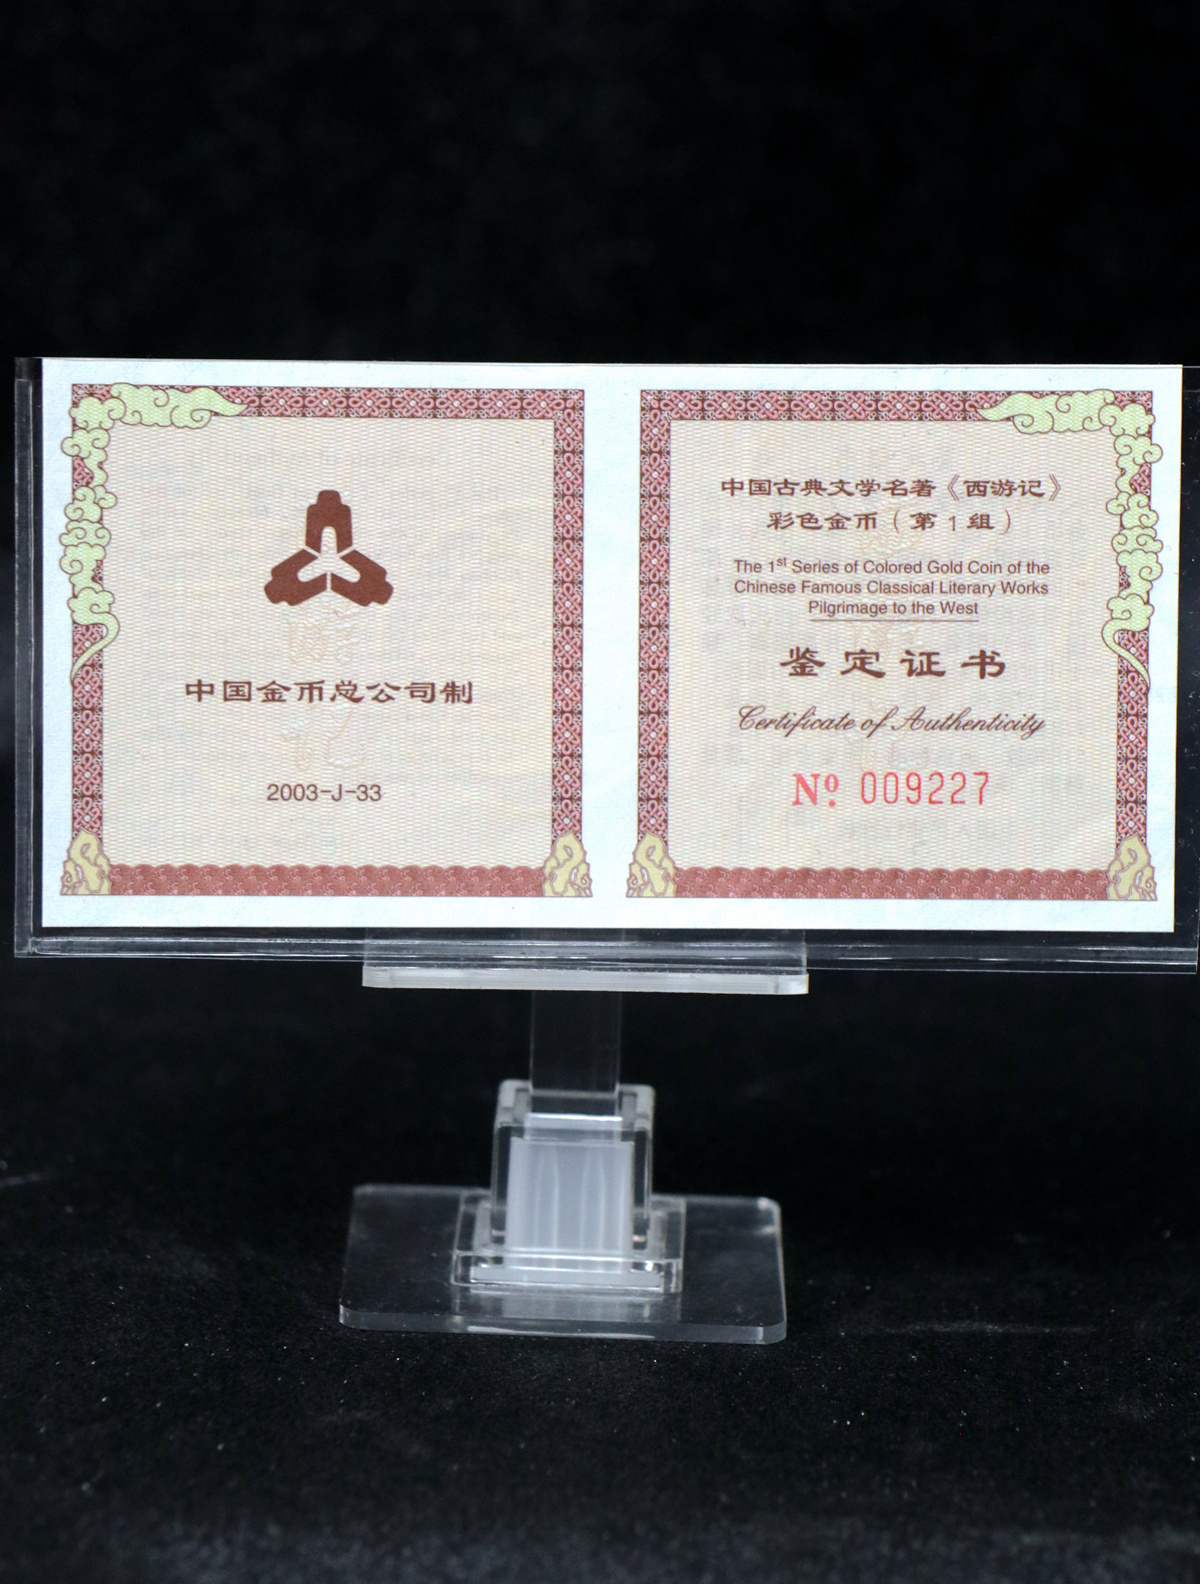 中国金币总公司制
2003-J-33
中国古典文学名著《西游记》
彩色金币（第1组）
The 1st Series of Colored Gold Coin of the
Chinese Famous Classical Literary Works
Pilgrimage to the West
鉴定证书
Certificate of Authenticity
Nº. 009227